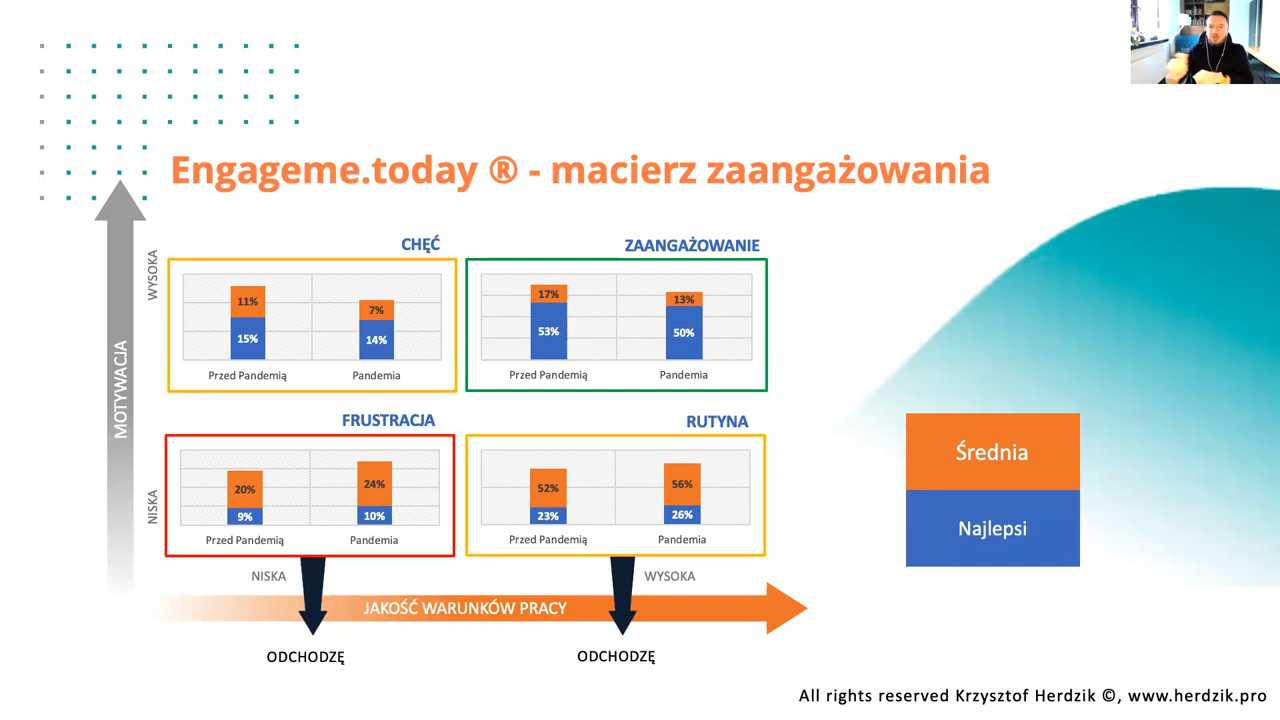 Engageme.today ® - macierz zaangażowania
MOTYWACJA
WYSOKA
NISKA
CHĘĆ
11%
15%
7%
14%
Przed Pandemią
Pandemia
ZAANGAŻOWANIE
17%
53%
13%
50%
Przed Pandemią
Pandemia
FRUSTRACJA
20%
9%
24%
10%
Przed Pandemią
Pandemia
RUTYNA
52%
23%
56%
26%
Przed Pandemią
Pandemia
NISKA
WYSOKA
JAKOŚĆ WARUNKÓW PRACY
ODCHODZĘ
ODCHODZĘ
Średnia
Najlepsi
All rights reserved Krzysztof Herdzik ©, www.herdzik.pro